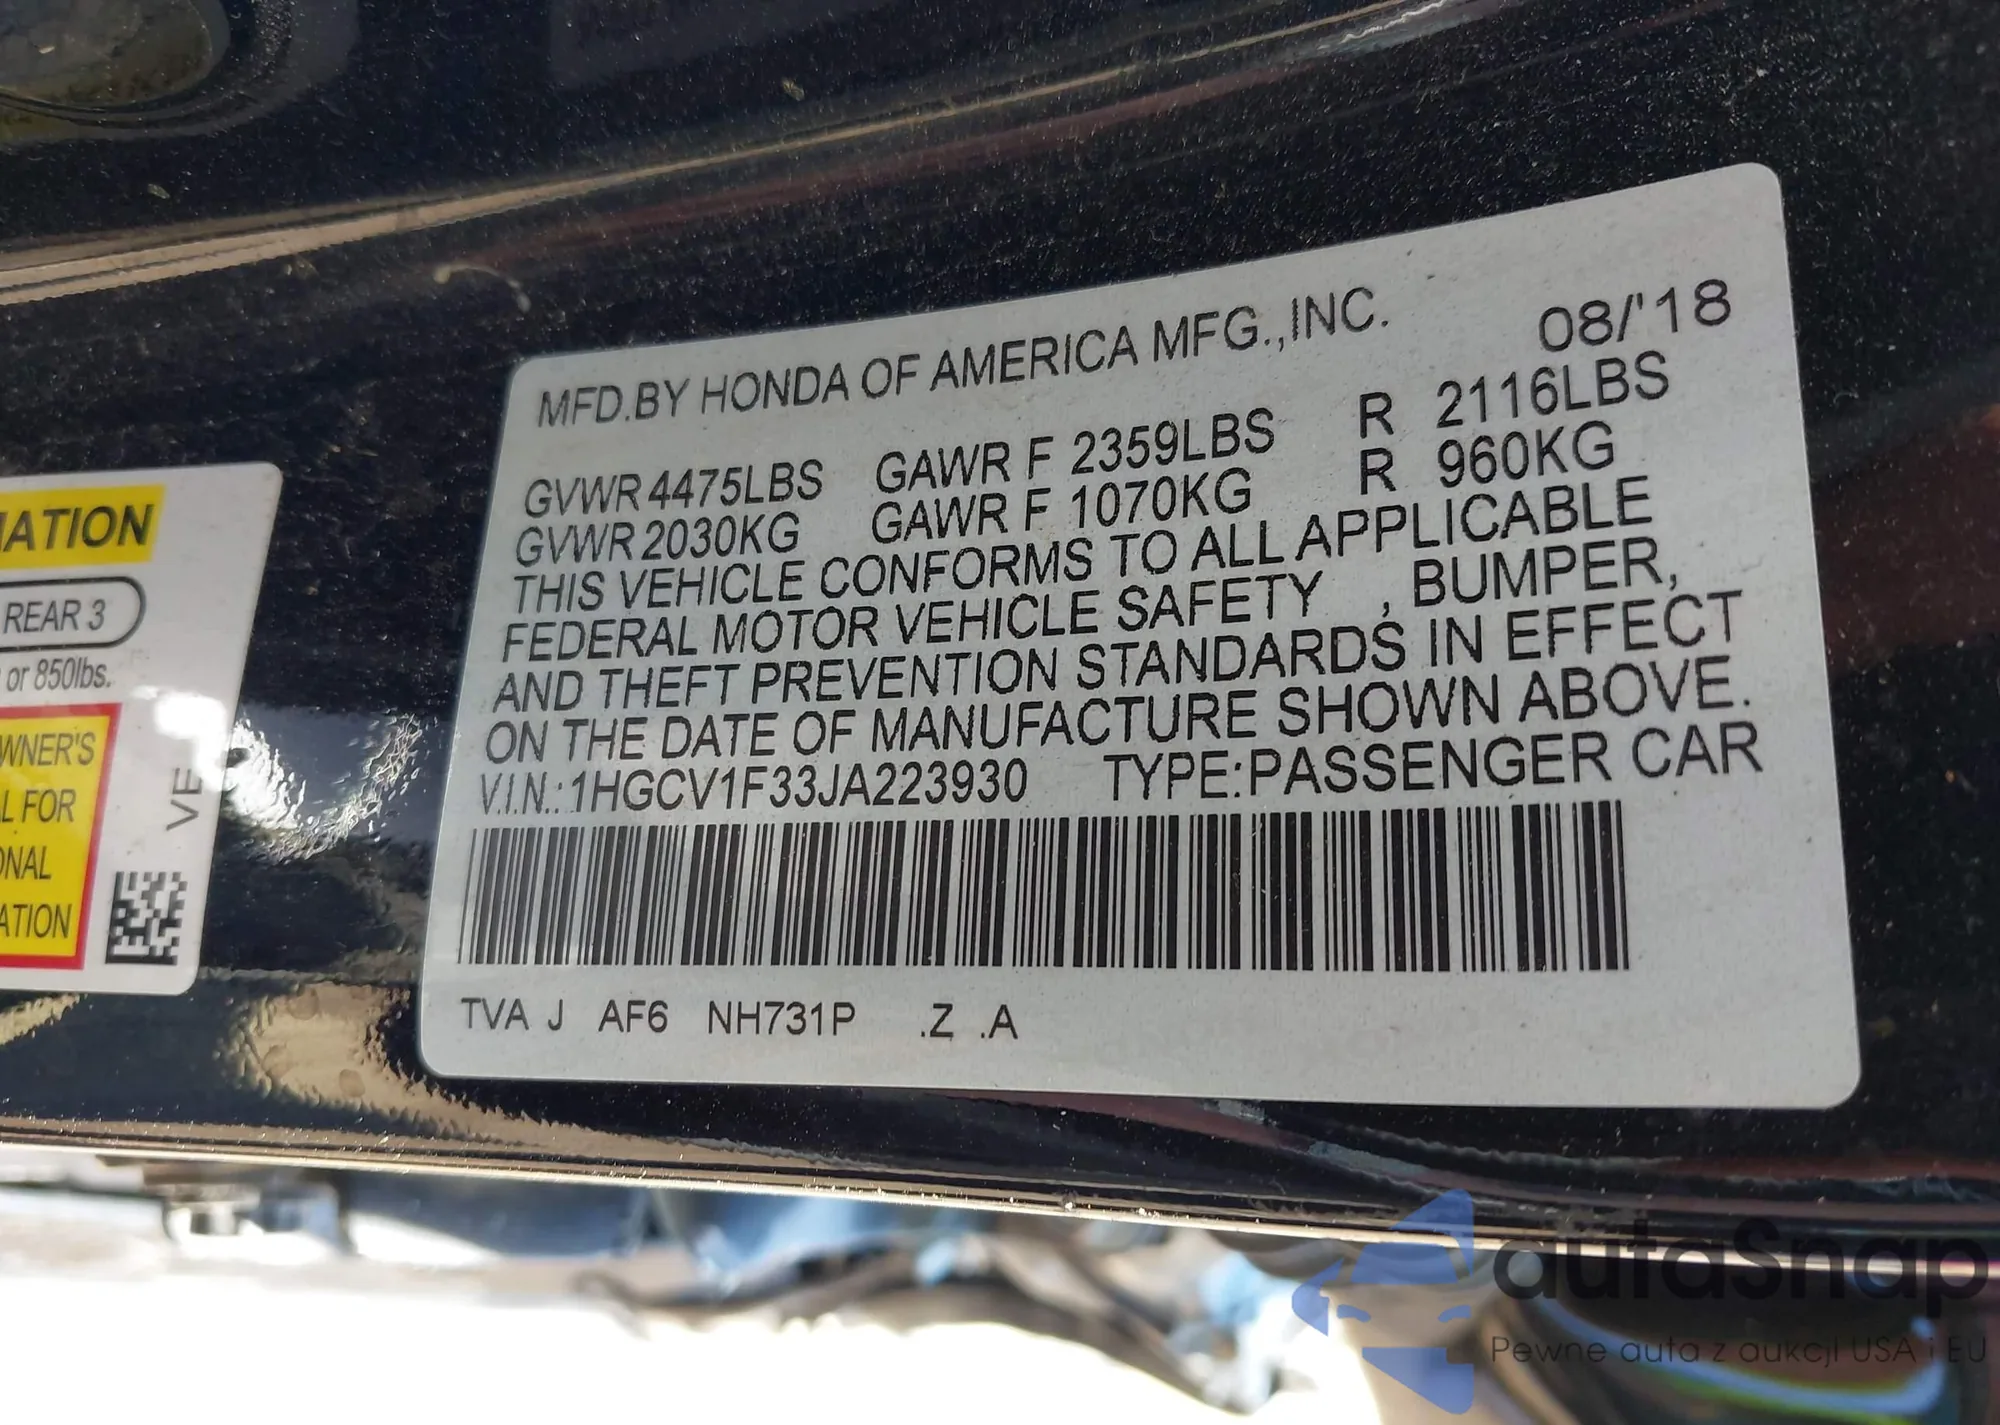 MFD.BY HONDA OF AMERICA MFG.,INC. 08/'18
GVWR 4475LBS GAWR F 2359LBS R 2116LBS
GVWR 2030KG GAWR F 1070KG R 960KG
THIS VEHICLE CONFORMS TO ALL APPLICABLE
FEDERAL MOTOR VEHICLE SAFETY , BUMPER,
AND THEFT PREVENTION STANDARDS IN EFFECT
ON THE DATE OF MANUFACTURE SHOWN ABOVE.
V.I.N.: 1HGCV1F33JA223930 TYPE:PASSENGER CAR
TVA J AF6 NH731P .Z .A
MATION
REAR 3
or 850lbs.
WNER'S
L FOR
ONAL
ATION
VE
autaSnap
Pewne auta z aukcji USA i EU